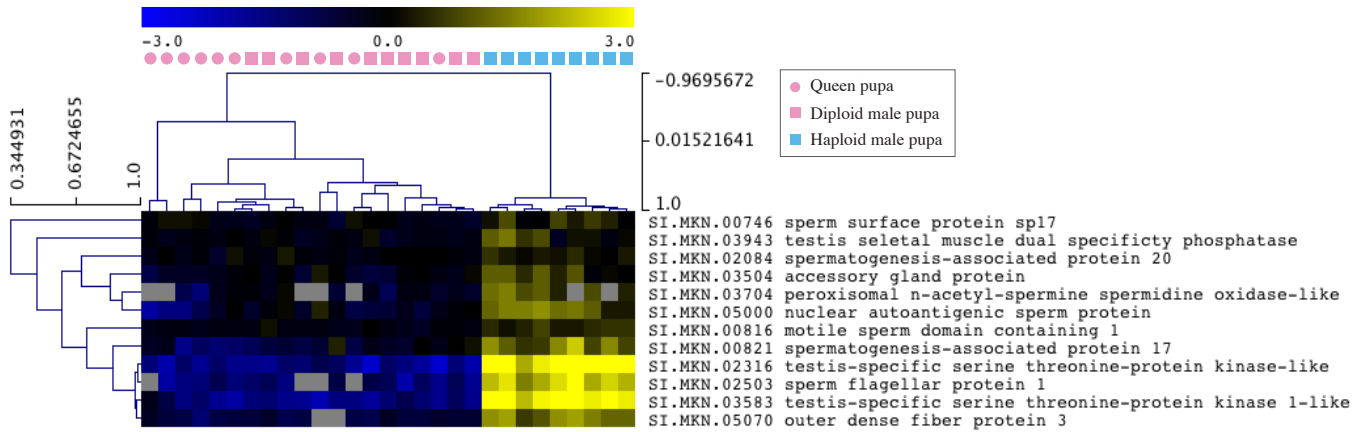 -3.0 0.0 3.0
-0.9695672
0.01521641
1.0
Queen pupa
Diploid male pupa
Haploid male pupa
0.344931
0.6724655
1.0
SI.MKN.00746 sperm surface protein sp17
SI.MKN.03943 testis seletal muscle dual specificty phosphatase
SI.MKN.02084 spermatogenesis-associated protein 20
SI.MKN.03504 accessory gland protein
SI.MKN.03704 peroxisomal n-acetyl-spermine spermidine oxidase-like
SI.MKN.05000 nuclear autoantigenic sperm protein
SI.MKN.00816 motile sperm domain containing 1
SI.MKN.00821 spermatogenesis-associated protein 17
SI.MKN.02316 testis-specific serine threonine-protein kinase-like
SI.MKN.02503 sperm flagellar protein 1
SI.MKN.03583 testis-specific serine threonine-protein kinase 1-like
SI.MKN.05070 outer dense fiber protein 3